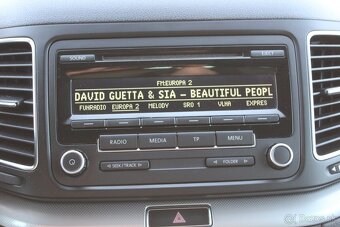 SOUND EJECT
FM:EUROPA 2
DAVID GUETTA & SIA - BEAUTIFUL PEOPL
FUNRADIO EUROPA 2 MELODY SRO 1 VLNA EXPRES
RADIO MEDIA TP MENU
SEEK/TRACK FOLDER